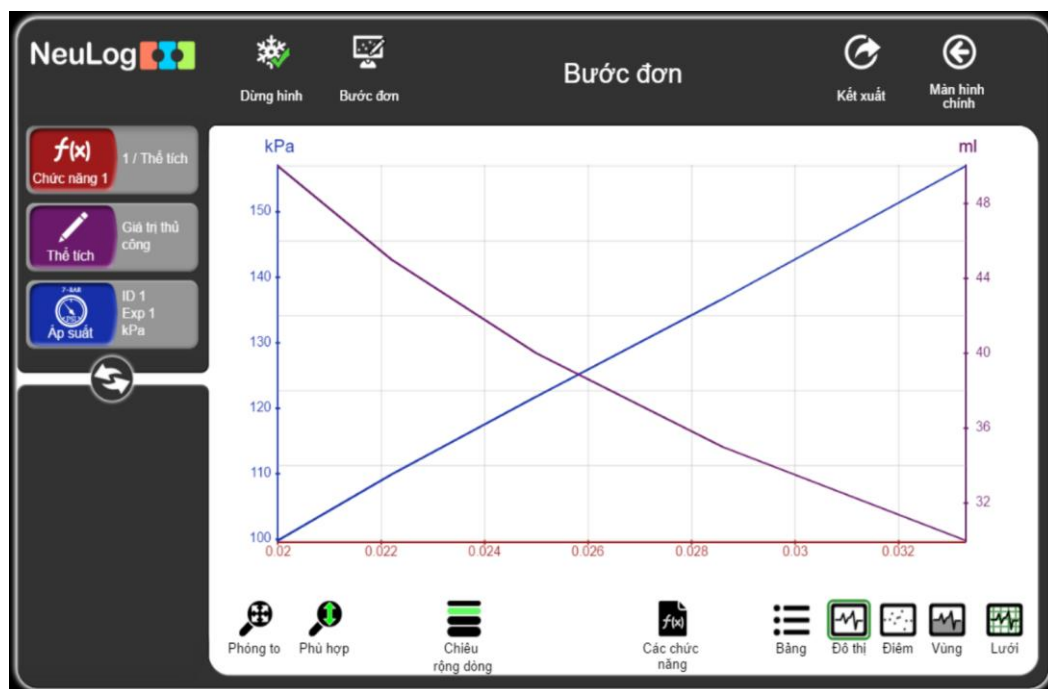 NeuLog
Dừng hình
Bước đơn
Bước đơn
Kết xuất
Màn hình
chính
f(x)
Chức năng 1
1 / Thể tích
Thể tích
Giá trị thủ
công
Áp suất
ID 1
Exp 1
kPa
kPa
ml
150
140
130
120
110
100
48
44
40
36
32
0.02
0.022
0.024
0.026
0.028
0.03
0.032
Phóng to
Phù hợp
Chiều
rộng dòng
f(x)
Các chức
năng
Bảng
Đồ thị
Điểm
Vùng
Lưới